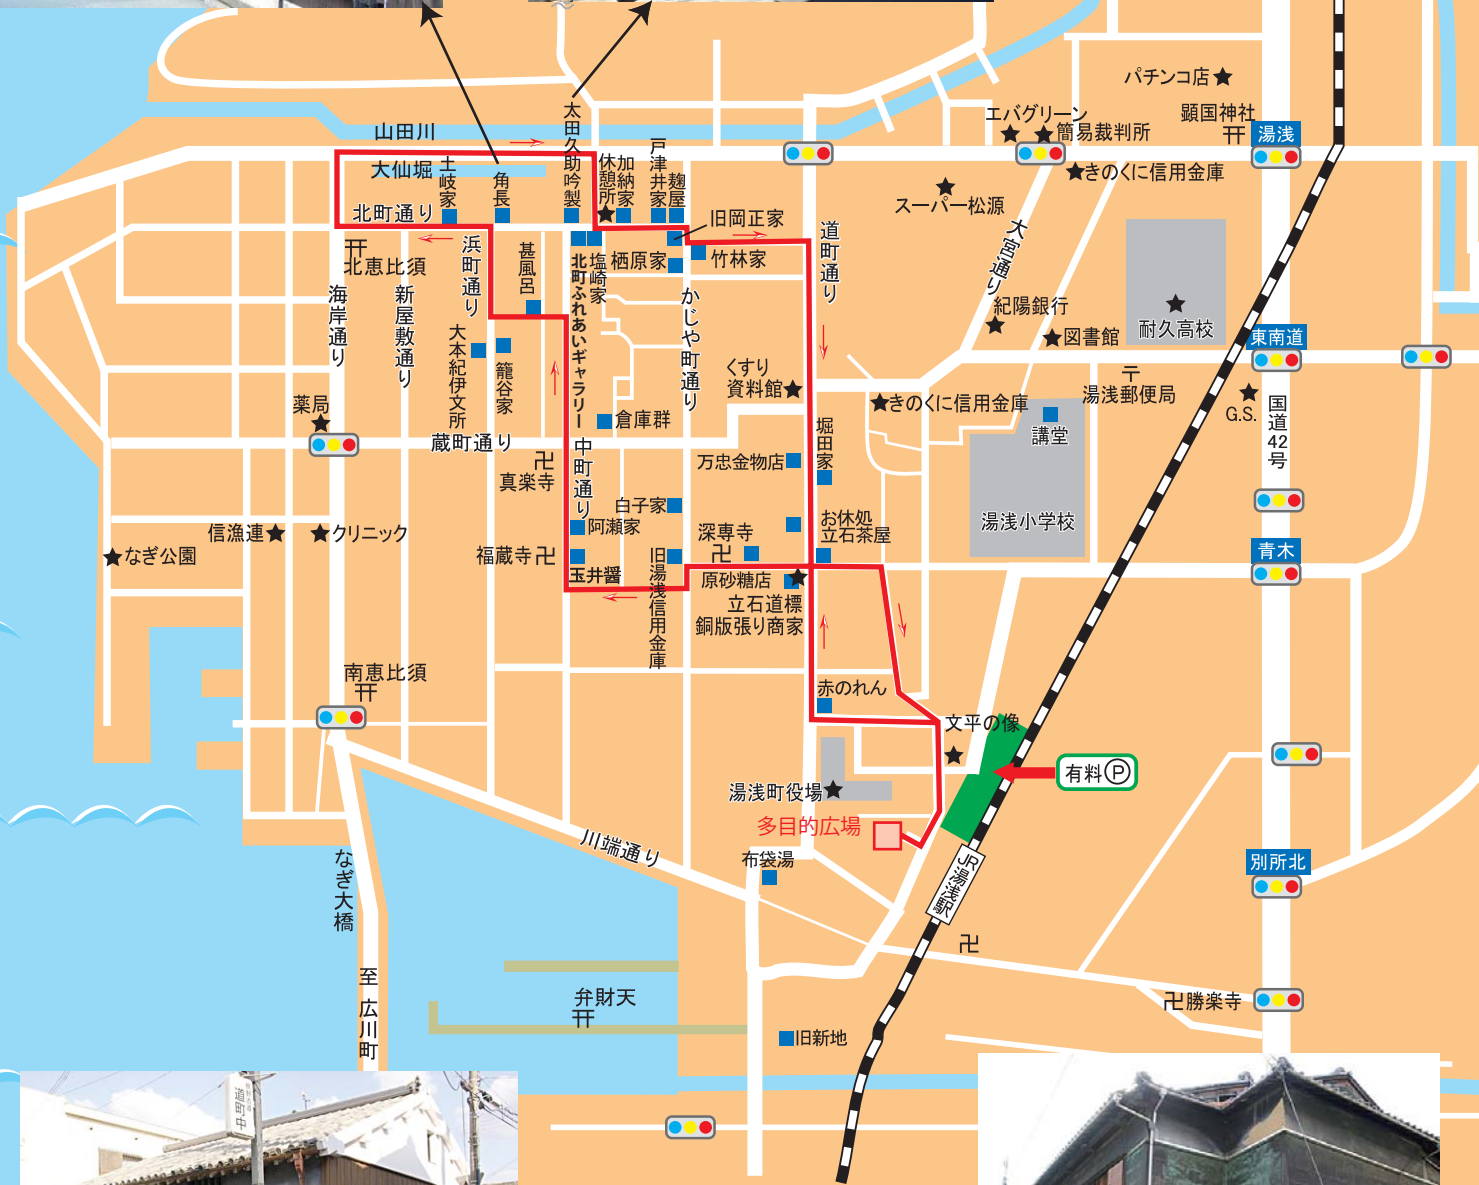 パチンコ店
エバグリーン
簡易裁判所
顕国神社
湯浅
山田川
太田久助吟製
大仙堀
土岐家
角長
休憩所
加納家
戸津井家
麹屋
きのくに信用金庫
スーパー松源
北町通り
旧岡正家
道町通り
大宮通り
北恵比須
浜町通り
甚風呂
北町ふれあいギャラリー
塩崎家
栖原家
竹林家
海岸通り
新屋敷通り
かじや町通り
紀陽銀行
図書館
耐久高校
東南道
大本紀伊文所
籠谷家
くすり
資料館
湯浅郵便局
薬局
きのくに信用金庫
講堂
G.S.
国道42号
倉庫群
蔵町通り
中町通り
堀田家
万忠金物店
真楽寺
白子家
信漁連
クリニック
阿瀬家
深専寺
お休処
立石茶屋
湯浅小学校
青木
なぎ公園
福蔵寺
玉井醤
旧湯浅信用金庫
原砂糖店
立石道標
銅版張り商家
南恵比須
赤のれん
文平の像
有料P
湯浅町役場
多目的広場
川端通り
布袋湯
JR湯浅駅
別所北
なぎ大橋
至 広川町
弁財天
勝楽寺
旧新地
道町中